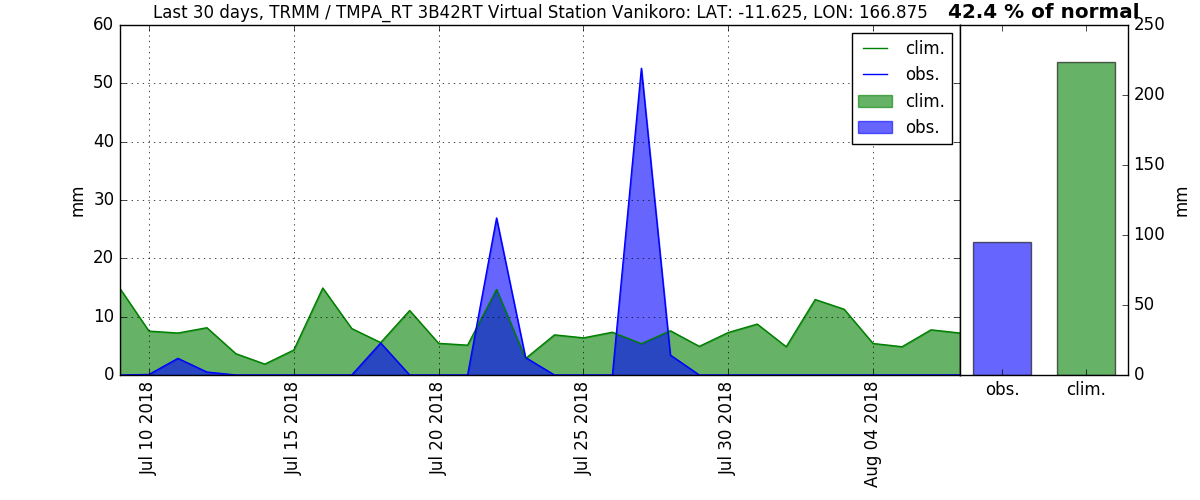 Last 30 days, TRMM / TMPA_RT 3B42RT Virtual Station Vanikoro: LAT: -11.625, LON: 166.875
42.4 % of normal
60
50
40
30
20
10
0
mm
clim.
obs.
clim.
obs.
Jul 10 2018
Jul 15 2018
Jul 20 2018
Jul 25 2018
Jul 30 2018
Aug 04 2018
250
200
150
100
50
0
mm
obs.
clim.